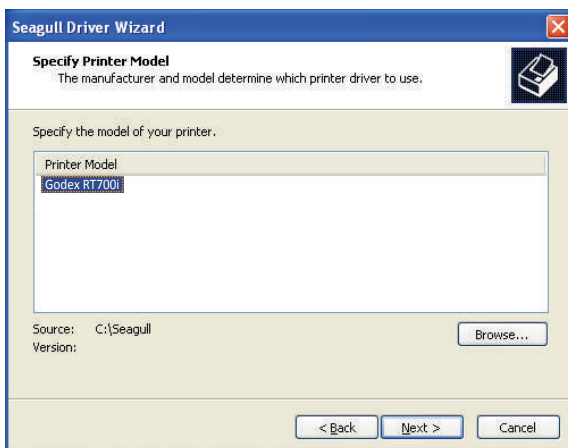 Seagull Driver Wizard
Specify Printer Model
The manufacturer and model determine which printer driver to use.
Specify the model of your printer.
Printer Model
Godex RT700i
Source: C:\Seagull
Browse...
Version:
< Back Next > Cancel